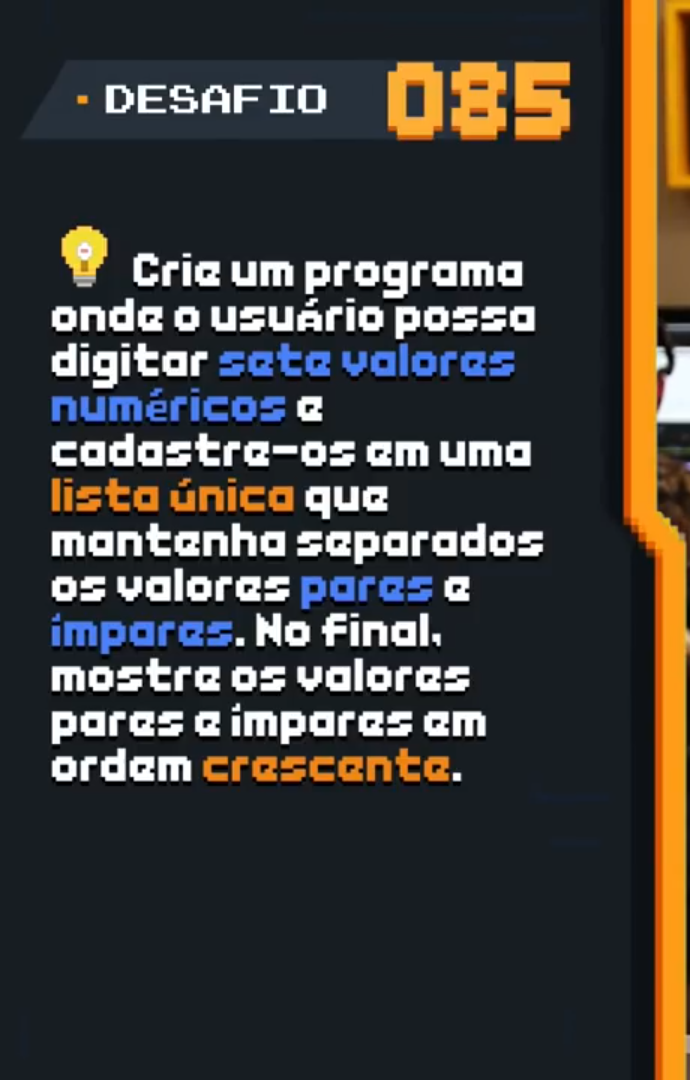 DESAFIO 085
Crie um programa
onde o usuário possa
digitar sete valores
numéricos e
cadastre-os em uma
lista única que
mantenha separados
os valores pares e
ímpares. No final,
mostre os valores
pares e ímpares em
ordem crescente.